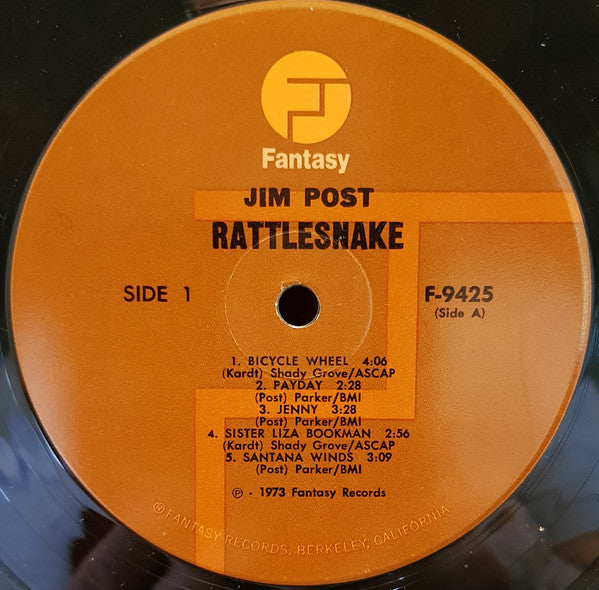 Fantasy
JIM POST
RATTLESNAKE
SIDE 1
F-9425
(Side A)
1. BICYCLE WHEEL 4:06
(Kardt) Shady Grove/ASCAP
2. PAYDAY 2:28
(Post) Parker/BMI
3. JENNY 3:28
(Post) Parker/BMI
4. SISTER LIZA BOOKMAN 2:56
(Kardt) Shady Grove/ASCAP
5. SANTANA WINDS 3:09
(Post) Parker/BMI
℗ - 1973 Fantasy Records
©FANTASY RECORDS, BERKELEY, CALIFORNIA